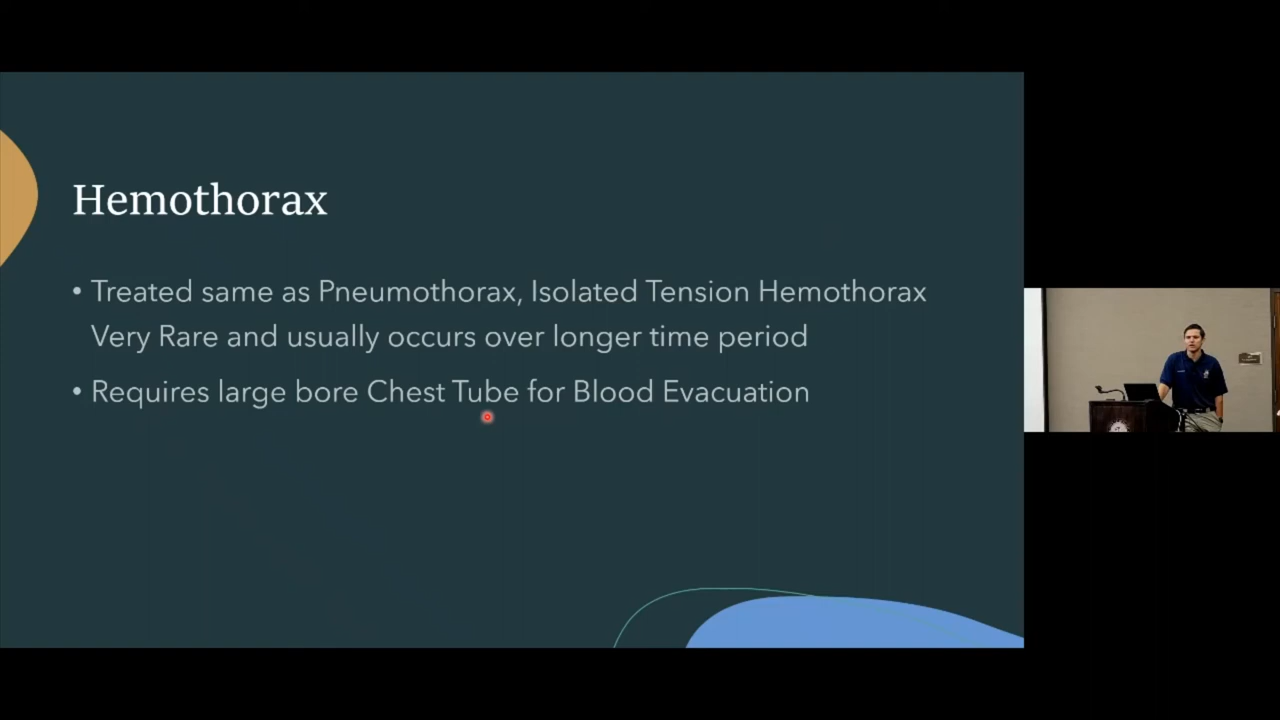 Hemothorax
• Treated same as Pneumothorax, Isolated Tension Hemothorax
Very Rare and usually occurs over longer time period
• Requires large bore Chest Tube for Blood Evacuation